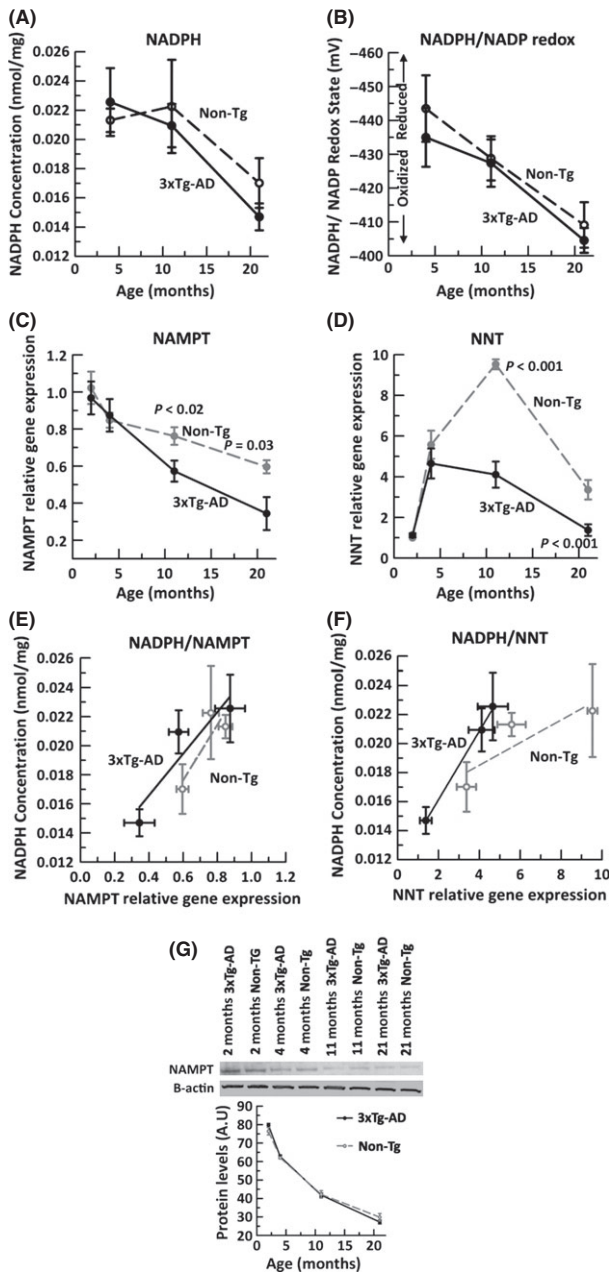 (A)
NADPH
NADPH Concentration (nmol/mg)
0.026
0.024
0.022
0.020
0.018
0.016
0.014
0.012
Non-Tg
3xTg-AD
0 5 10 15 20
Age (months)
(B)
NADPH/NADP redox
NADPH/ NADP Redox State (mV)
Oxidized Reduced
−460
−450
−440
−430
−420
−410
−400
Non-Tg
3xTg-AD
0 5 10 15 20
Age (months)
(C)
NAMPT
NAMPT relative gene expression
1.2
1.0
0.8
0.6
0.4
0.2
P < 0.02
Non-Tg
P = 0.03
3xTg-AD
0 5 10 15 20
Age (months)
(D)
NNT
NNT relative gene expression
10
8
6
4
2
0
P < 0.001
Non-Tg
3xTg-AD
P < 0.001
0 5 10 15 20
Age (months)
(E)
NADPH/NAMPT
NADPH Concentration (nmol/mg)
0.026
0.024
0.022
0.020
0.018
0.016
0.014
0.012
3xTg-AD
Non-Tg
0.0 0.2 0.4 0.6 0.8 1.0 1.2
NAMPT relative gene expression
(F)
NADPH/NNT
NADPH Concentration (nmol/mg)
0.026
0.024
0.022
0.020
0.018
0.016
0.014
0.012
3xTg-AD
Non-Tg
0 2 4 6 8 10
NNT relative gene expression
(G)
2 months 3xTg-AD
2 months Non-TG
4 months 3xTg-AD
4 months Non-Tg
11 months 3xTg-AD
11 months Non-Tg
21 months 3xTg-AD
21 months Non-Tg
NAMPT
B-actin
Protein levels (A.U)
90
80
70
60
50
40
30
20
3xTg-AD
Non-Tg
0 5 10 15 20
Age (months)